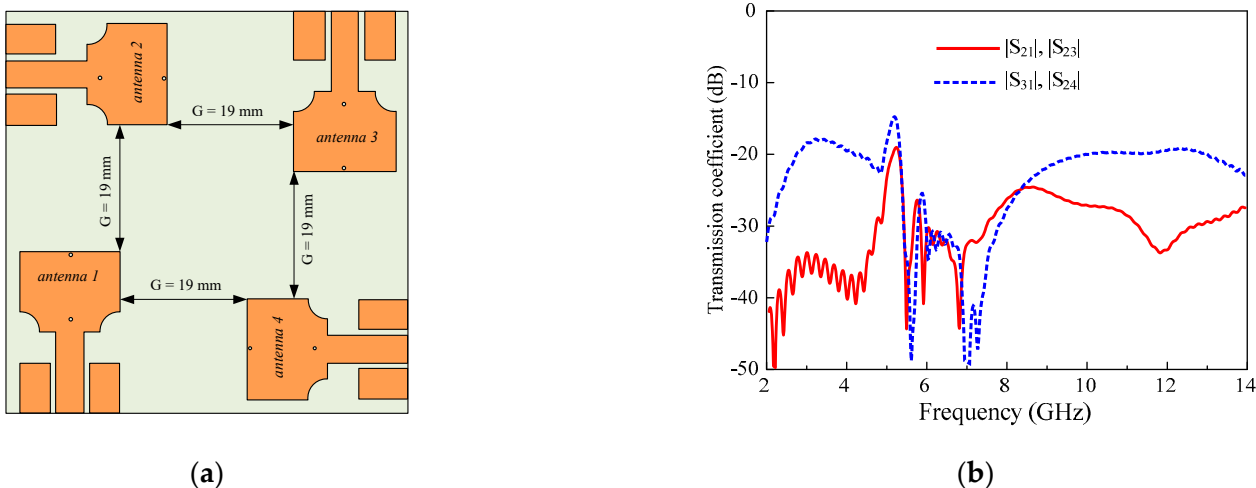 antenna 2
G = 19 mm
antenna 3
G = 19 mm
G = 19 mm
antenna 1
G = 19 mm
antenna 4
(a)
0
-10
-20
-30
-40
-50
Transmission coefficient (dB)
|S21|, |S23|
|S31|, |S24|
2
4
6
8
10
12
14
Frequency (GHz)
(b)